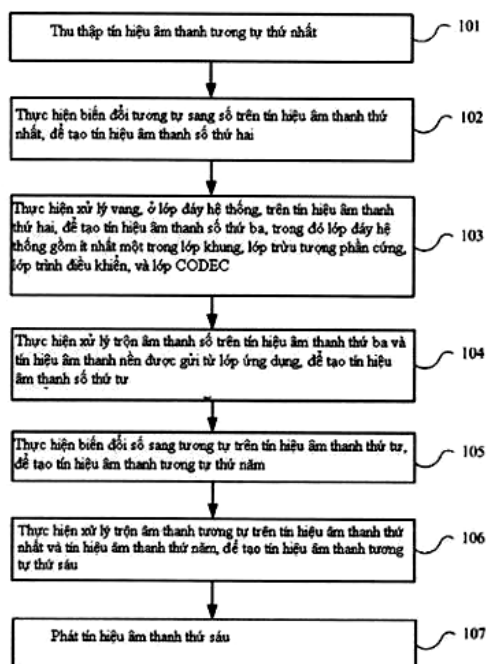 Thu thập tín hiệu âm thanh tương tự thứ nhất
101
Thực hiện biến đổi tương tự sang số trên tín hiệu âm thanh thứ
nhất, để tạo tín hiệu âm thanh số thứ hai
102
Thực hiện xử lý vang, ở lớp đáy hệ thống, trên tín hiệu âm thanh
thứ hai, để tạo tín hiệu âm thanh số thứ ba, trong đó lớp đáy hệ
thống gồm ít nhất một trong lớp khung, lớp trừu tượng phần cứng,
lớp trình điều khiển, và lớp CODEC
103
Thực hiện xử lý trộn âm thanh số trên tín hiệu âm thanh thứ ba và
tín hiệu âm thanh nền được gửi từ lớp ứng dụng, để tạo tín hiệu
âm thanh số thứ tư
104
Thực hiện biến đổi số sang tương tự trên tín hiệu âm thanh thứ tư,
để tạo tín hiệu âm thanh tương tự thứ năm
105
Thực hiện xử lý trộn âm thanh tương tự trên tín hiệu âm thanh thứ
nhất và tín hiệu âm thanh thứ năm, để tạo tín hiệu âm thanh tương
tự thứ sáu
106
Phát tín hiệu âm thanh thứ sáu
107